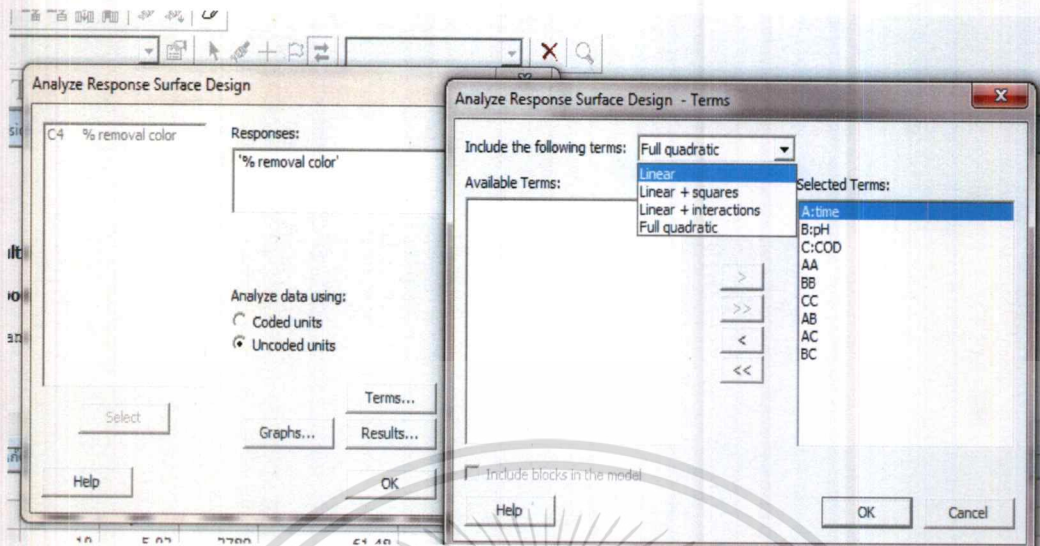 Analyze Response Surface Design
C4 % removal color
Responses:
'% removal color'
Analyze data using:
Coded units
Uncoded units
Terms...
Select
Graphs...
Results...
Help
OK
Analyze Response Surface Design - Terms
Include the following terms:
Full quadratic
Linear
Linear + squares
Linear + interactions
Full quadratic
Available Terms:
Selected Terms:
A:time
B:pH
C:COD
AA
BB
CC
AB
AC
BC
>
>>
<
<<
Include blocks in the model
Help
OK
Cancel